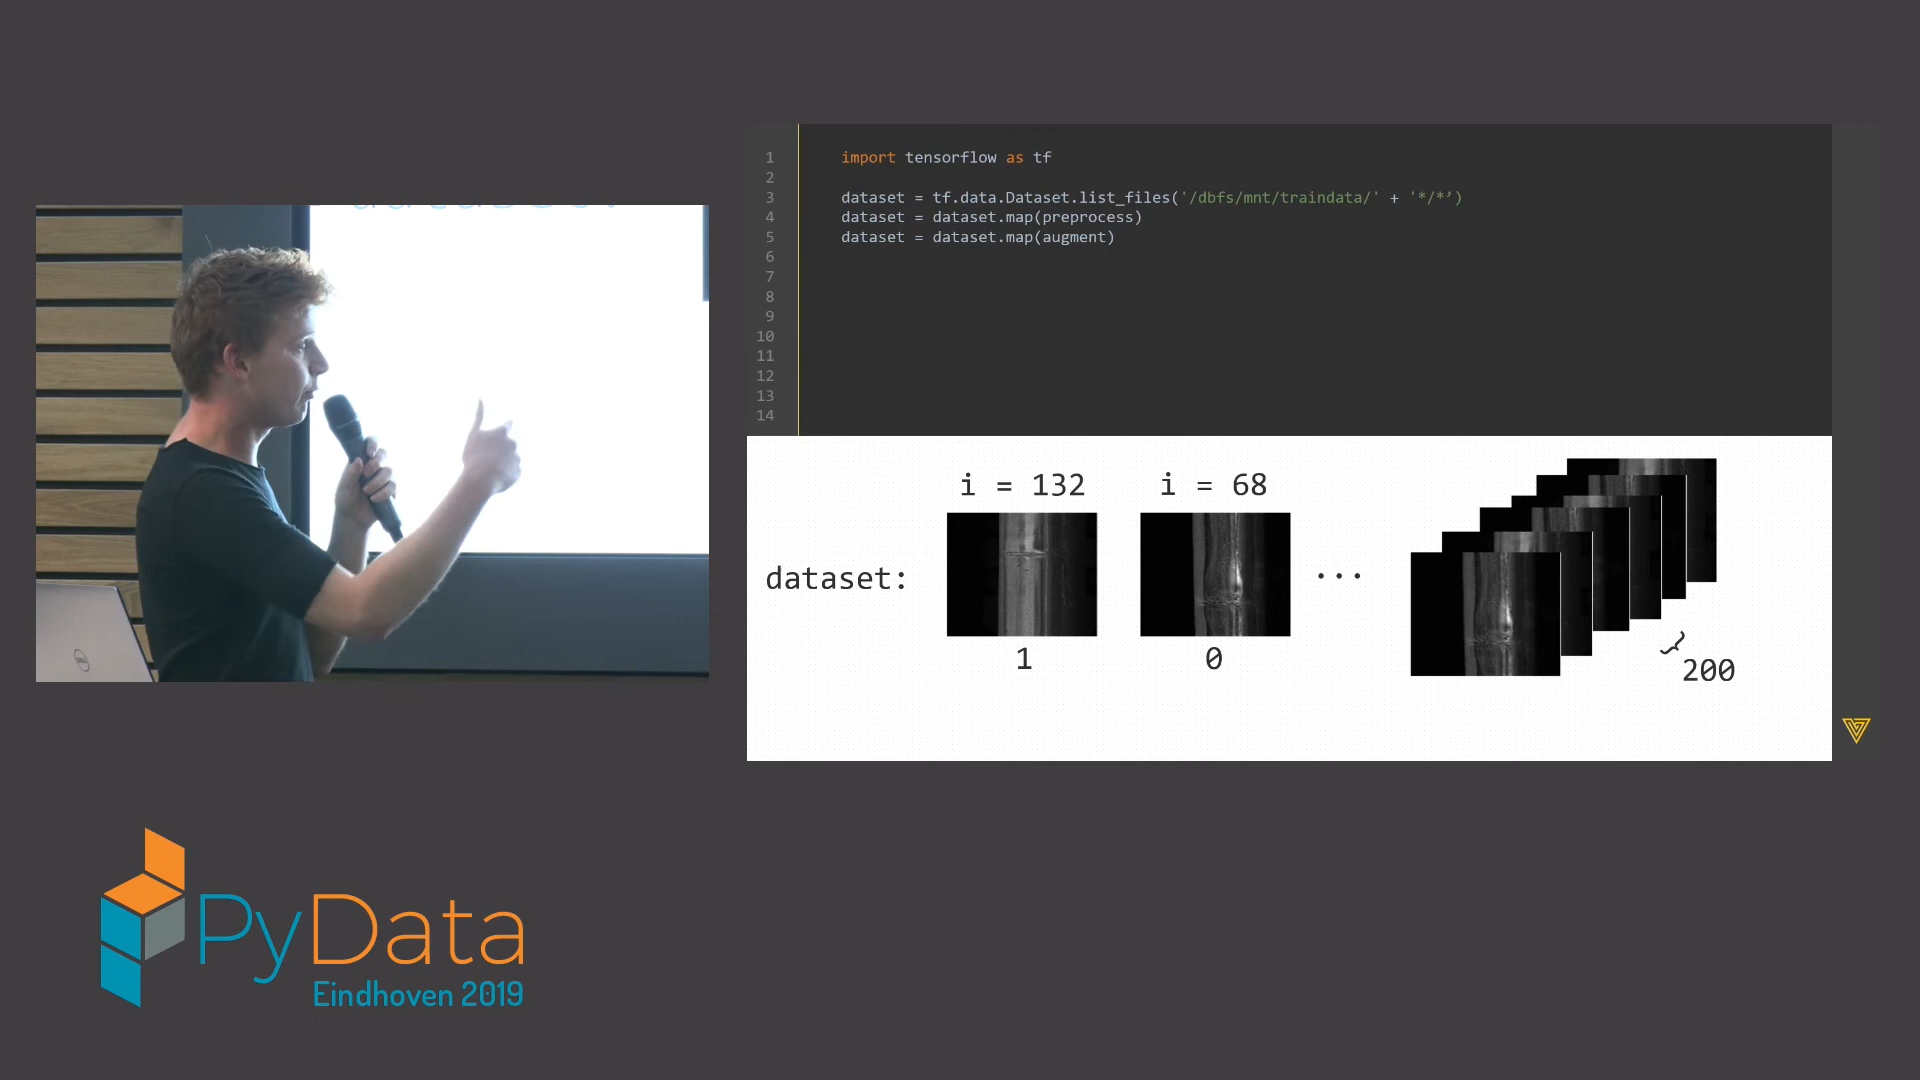 1 import tensorflow as tf
2
3 dataset = tf.data.Dataset.list_files('/dbfs/mnt/traindata/' + '*/*’)
4 dataset = dataset.map(preprocess)
5 dataset = dataset.map(augment)
6
7
8
9
10
11
12
13
14
i = 132
i = 68
dataset:
...
1
0
200
DELL
PyData
Eindhoven 2019